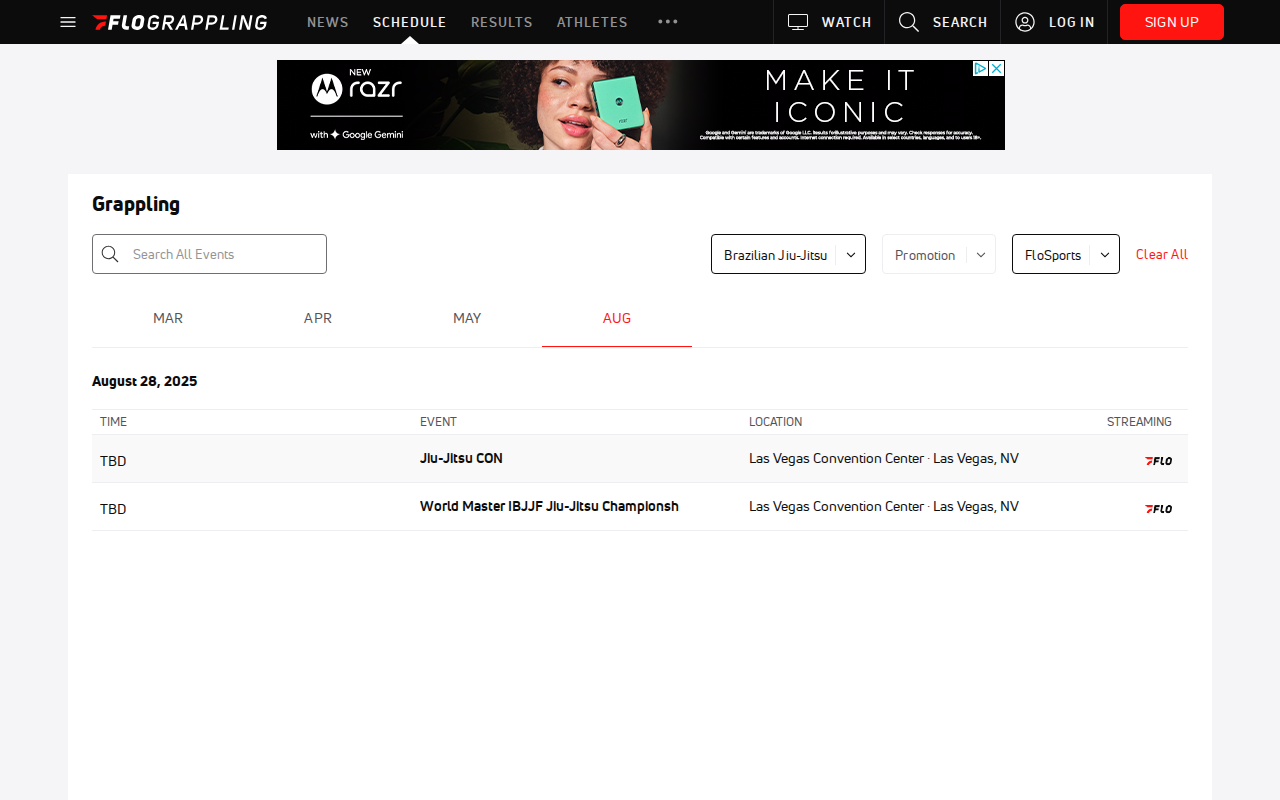 FLOGRAPPLING
NEWS
SCHEDULE
RESULTS
ATHLETES
WATCH
SEARCH
LOG IN
SIGN UP
NEW
razr
with Google Gemini
MAKE IT
ICONIC
Google and Gemini are trademarks of Google LLC. Results for illustrative purposes and may vary. Check responses for accuracy.
Compatible with certain features and accounts. Internet connection required. Available in select countries, languages, and to users 18+.
Grappling
Search All Events
Brazilian Jiu-Jitsu
Promotion
FloSports
Clear All
MAR
APR
MAY
AUG
August 28, 2025
TIME EVENT LOCATION STREAMING
TBD Jiu-Jitsu CON Las Vegas Convention Center · Las Vegas, NV FLO
TBD World Master IBJJF Jiu-Jitsu Championsh Las Vegas Convention Center · Las Vegas, NV FLO